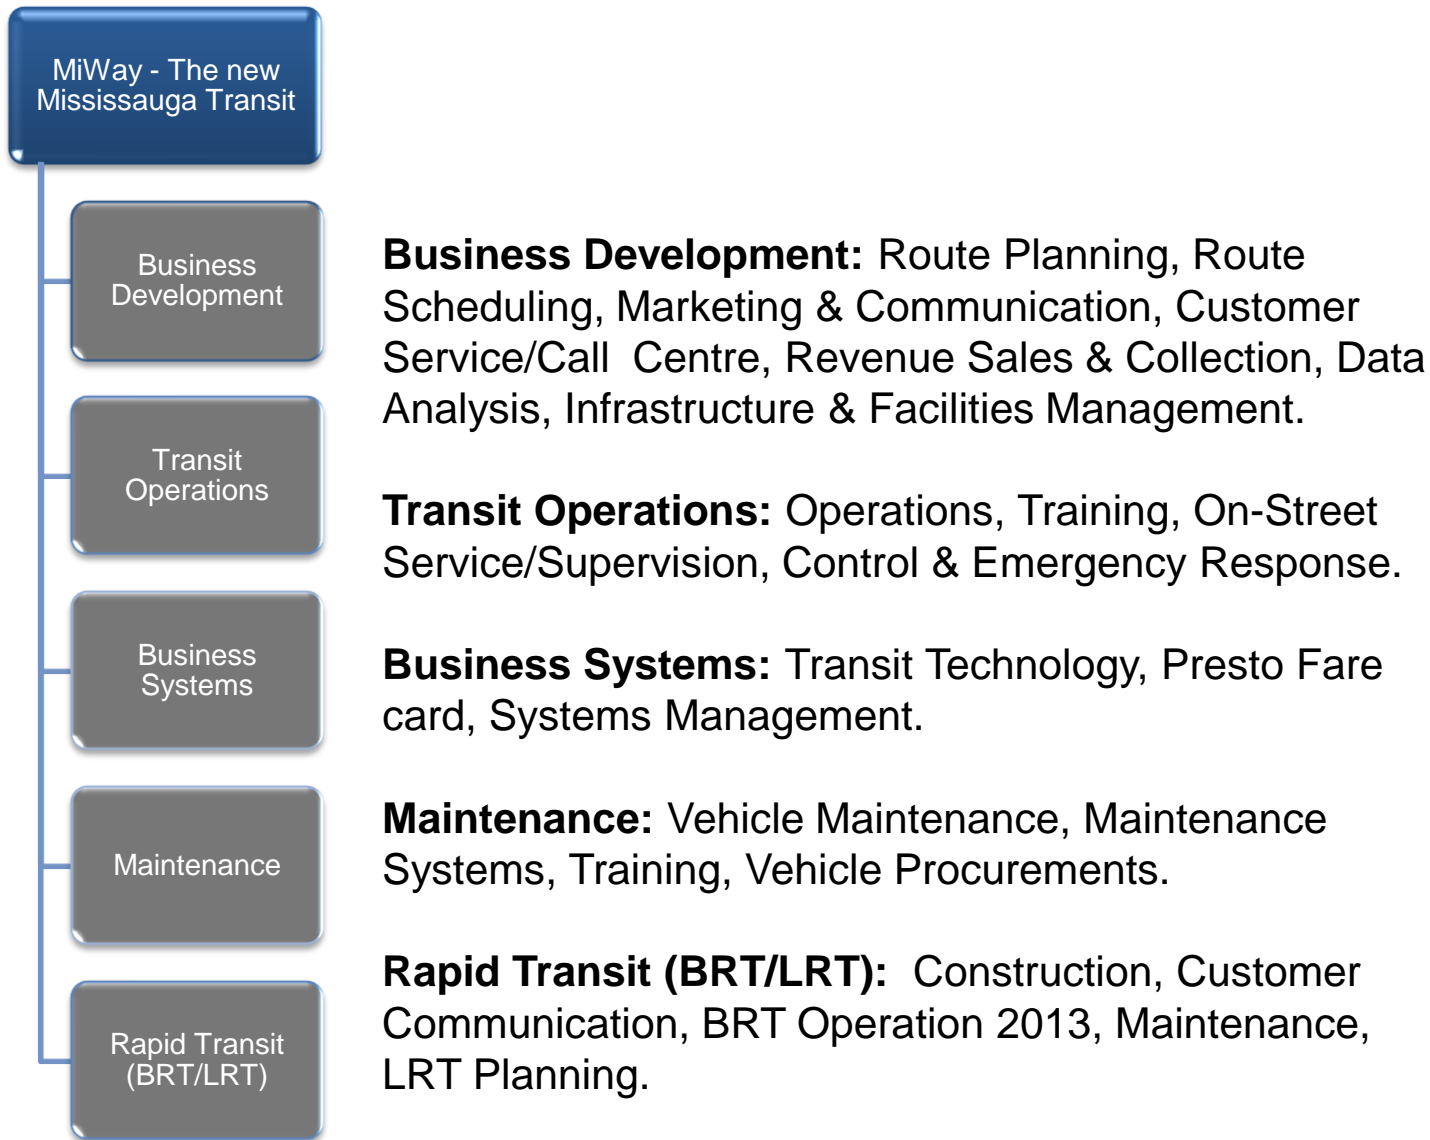 MiWay - The new
Mississauga Transit
Business
Development
Transit
Operations
Business
Systems
Maintenance
Rapid Transit
(BRT/LRT)
Business Development: Route Planning, Route
Scheduling, Marketing & Communication, Customer
Service/Call  Centre, Revenue Sales & Collection, Data
Analysis, Infrastructure & Facilities Management.
Transit Operations: Operations, Training, On-Street
Service/Supervision, Control & Emergency Response.
Business Systems: Transit Technology, Presto Fare
card, Systems Management.
Maintenance: Vehicle Maintenance, Maintenance
Systems, Training, Vehicle Procurements.
Rapid Transit (BRT/LRT):  Construction, Customer
Communication, BRT Operation 2013, Maintenance,
LRT Planning.